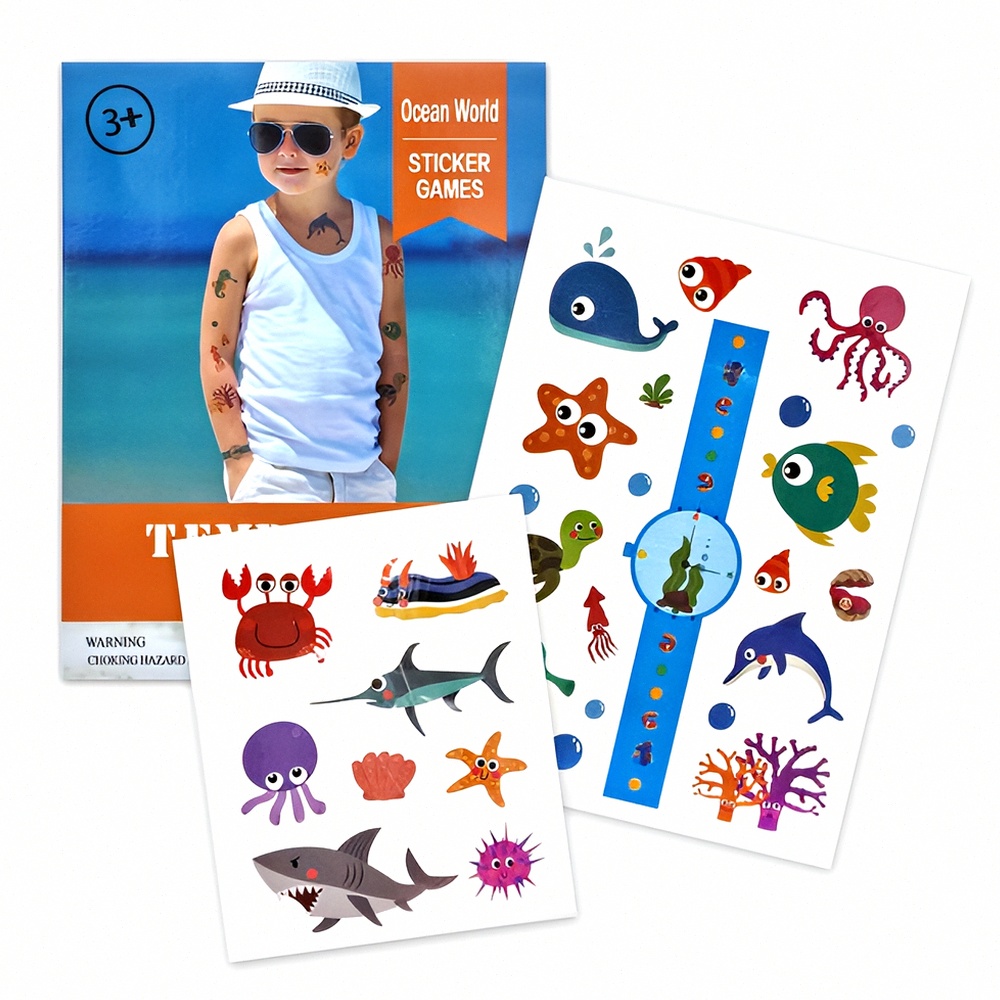 3+
Ocean World
STICKER
GAMES
WARNING
CHOKING HAZARD